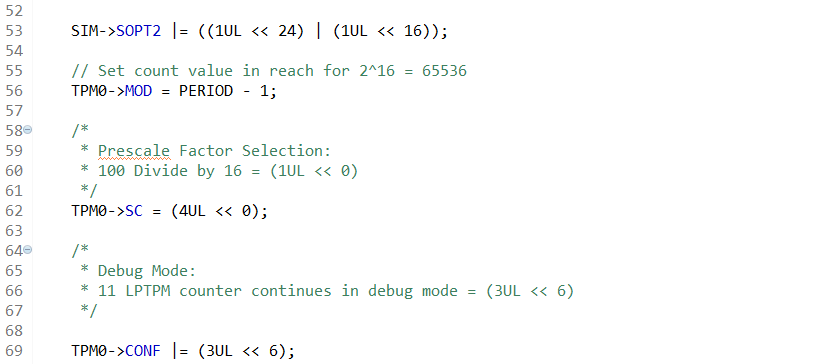 52
53 SIM->SOPT2 |= ((1UL << 24) | (1UL << 16));
54
55 // Set count value in reach for 2^16 = 65536
56 TPM0->MOD = PERIOD - 1;
57
58 /*
59 * Prescale Factor Selection:
60 * 100 Divide by 16 = (1UL << 0)
61 */
62 TPM0->SC = (4UL << 0);
63
64 /*
65 * Debug Mode:
66 * 11 LPTPM counter continues in debug mode = (3UL << 6)
67 */
68
69 TPM0->CONF |= (3UL << 6);